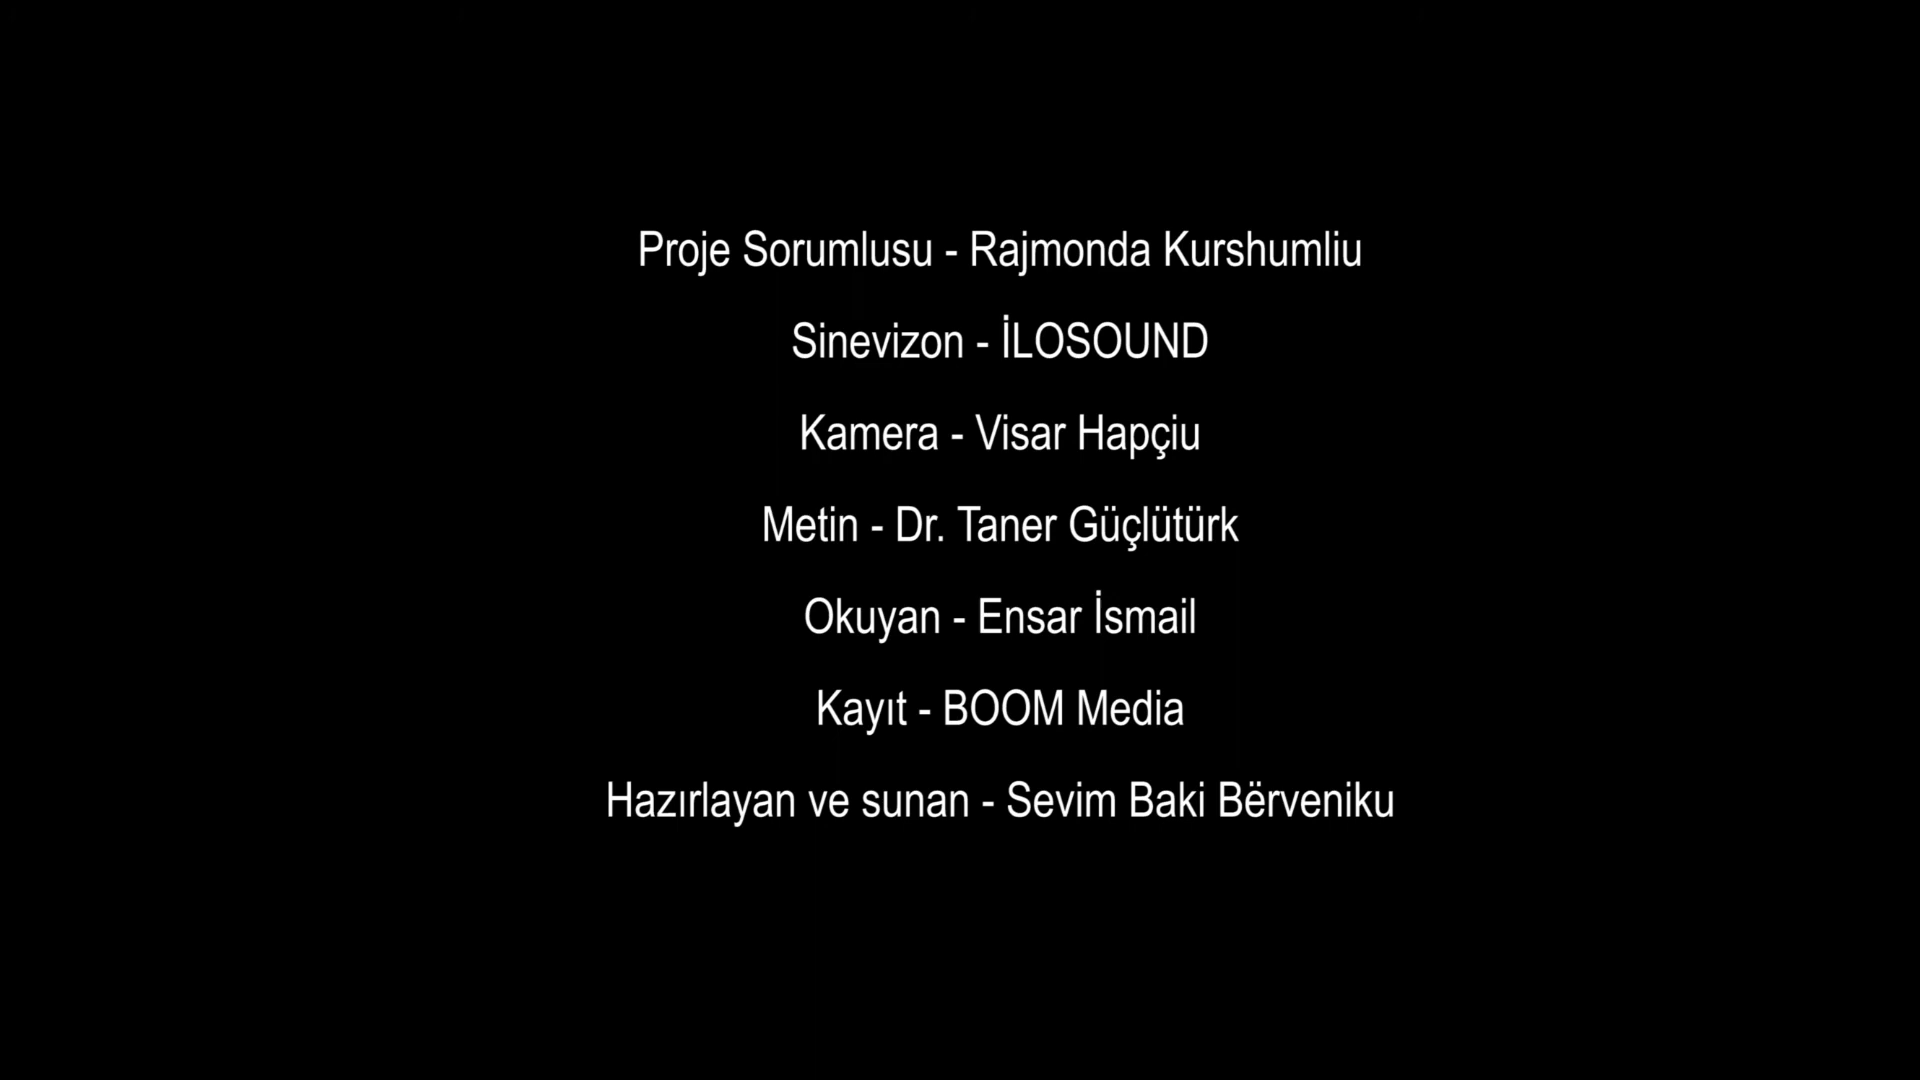 Proje Sorumlusu - Rajmonda Kurshumliu
Sinevizon - İLOSOUND
Kamera - Visar Hapçiu
Metin - Dr. Taner Güçlütürk
Okuyan - Ensar İsmail
Kayıt - BOOM Media
Hazırlayan ve sunan - Sevim Baki Bërveniku